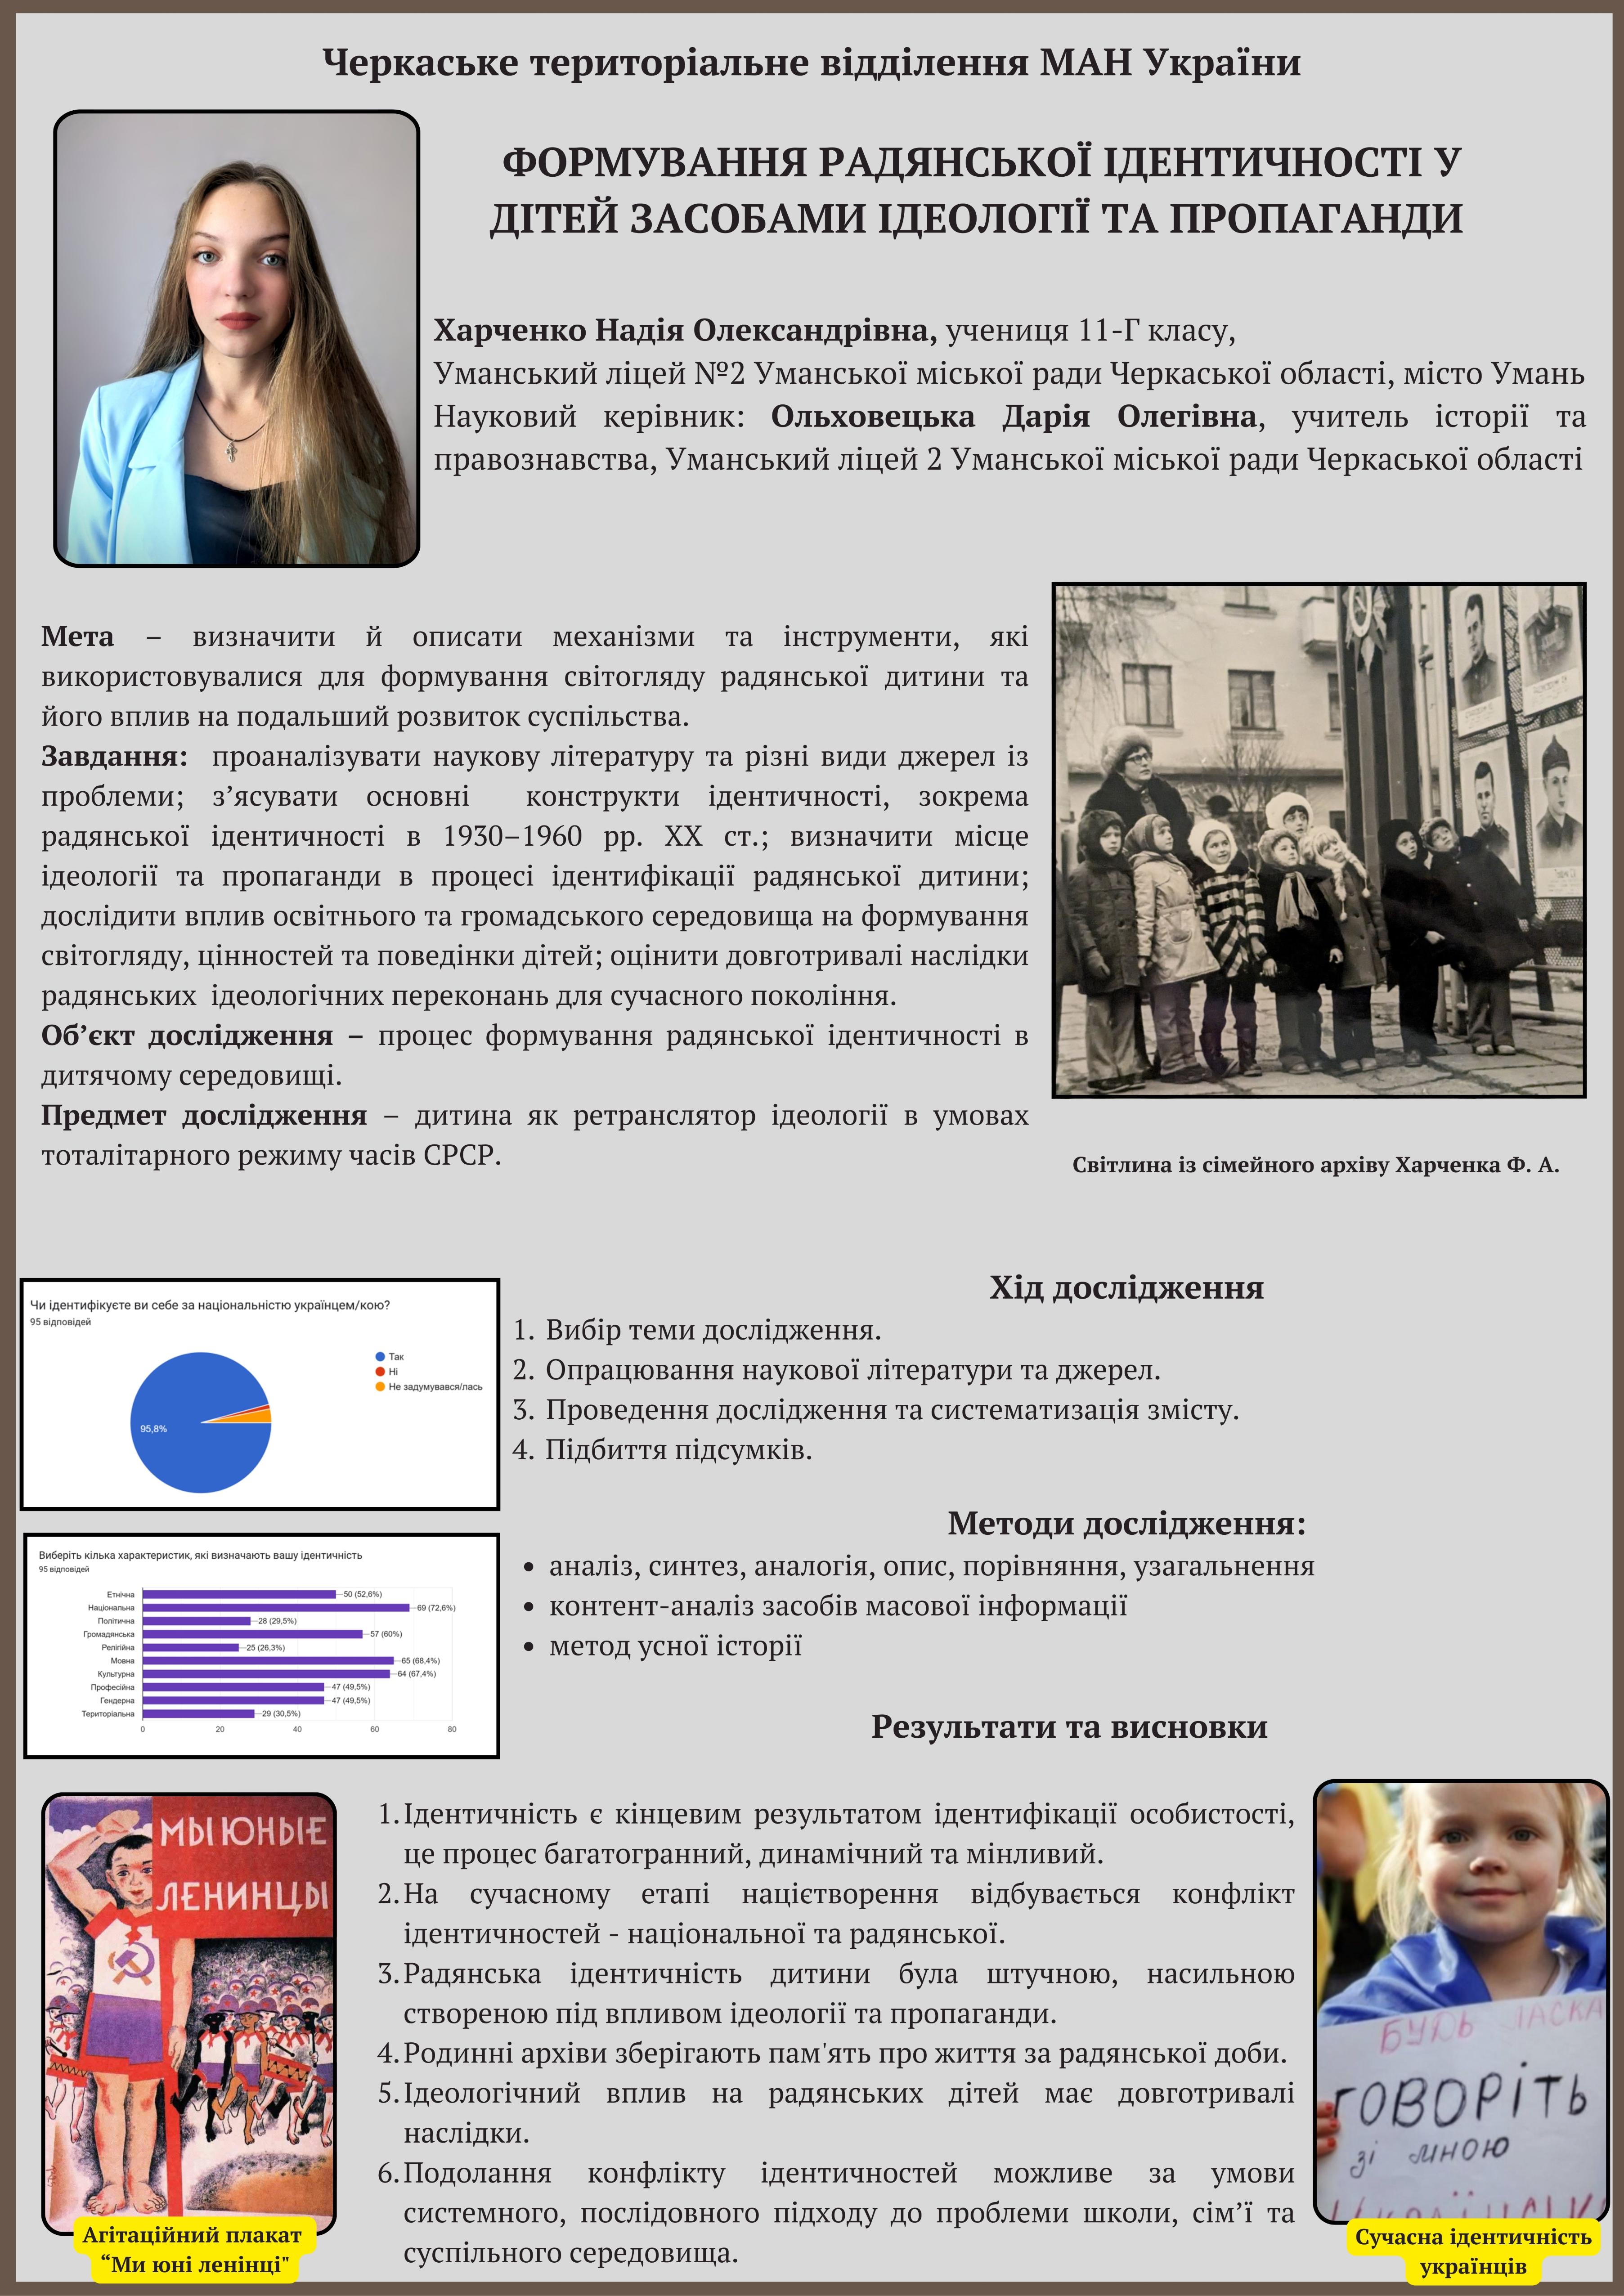 Черкаське територіальне відділення МАН України
ФОРМУВАННЯ РАДЯНСЬКОЇ ІДЕНТИЧНОСТІ У
ДІТЕЙ ЗАСОБАМИ ІДЕОЛОГІЇ ТА ПРОПАГАНДИ
Харченко Надія Олександрівна, учениця 11-Г класу,
Уманський ліцей №2 Уманської міської ради Черкаської області, місто Умань
Науковий керівник: Ольховецька Дарія Олегівна, учитель історії та
правознавства, Уманський ліцей 2 Уманської міської ради Черкаської області
Мета – визначити й описати механізми та інструменти, які
використовувалися для формування світогляду радянської дитини та
його вплив на подальший розвиток суспільства.
Завдання: проаналізувати наукову літературу та різні види джерел із
проблеми; з’ясувати основні конструкти ідентичності, зокрема
радянської ідентичності в 1930–1960 рр. ХХ ст.; визначити місце
ідеології та пропаганди в процесі ідентифікації радянської дитини;
дослідити вплив освітнього та громадського середовища на формування
світогляду, цінностей та поведінки дітей; оцінити довготривалі наслідки
радянських ідеологічних переконань для сучасного покоління.
Об’єкт дослідження – процес формування радянської ідентичності в
дитячому середовищі.
Предмет дослідження – дитина як ретранслятор ідеології в умовах
тоталітарного режиму часів СРСР.
Світлина із сімейного архіву Харченка Ф. А.
Чи ідентифікуєте ви себе за національністю українцем/кою?
95 відповідей
Так
Ні
Не задумувався/лась
95,8%
Виберіть кілька характеристик, які визначають вашу ідентичність
95 відповідей
Етнічна 50 (52,6%)
Національна 69 (72,6%)
Політична 28 (29,5%)
Громадянська 57 (60%)
Релігійна 25 (26,3%)
Мовна 65 (68,4%)
Культурна 64 (67,4%)
Професійна 47 (49,5%)
Гендерна 47 (49,5%)
Територіальна 29 (30,5%)
0 20 40 60 80
Хід дослідження
1. Вибір теми дослідження.
2. Опрацювання наукової літератури та джерел.
3. Проведення дослідження та систематизація змісту.
4. Підбиття підсумків.
Методи дослідження:
• аналіз, синтез, аналогія, опис, порівняння, узагальнення
• контент-аналіз засобів масової інформації
• метод усної історії
Результати та висновки
1. Ідентичність є кінцевим результатом ідентифікації особистості,
це процес багатогранний, динамічний та мінливий.
2. На сучасному етапі націєтворення відбувається конфлікт
ідентичностей - національної та радянської.
3. Радянська ідентичність дитини була штучною, насильною
створеною під впливом ідеології та пропаганди.
4. Родинні архіви зберігають пам'ять про життя за радянської доби.
5. Ідеологічний вплив на радянських дітей має довготривалі
наслідки.
6. Подолання конфлікту ідентичностей можливе за умови
системного, послідовного підходу до проблеми школи, сім’ї та
суспільного середовища.
МЫ ЮНЫЕ
ЛЕНИНЦЫ
Агітаційний плакат
“Ми юні ленінці"
БУДЬ ЛАСКА
ГОВОРІТЬ
зі мною
Сучасна ідентичність
українців